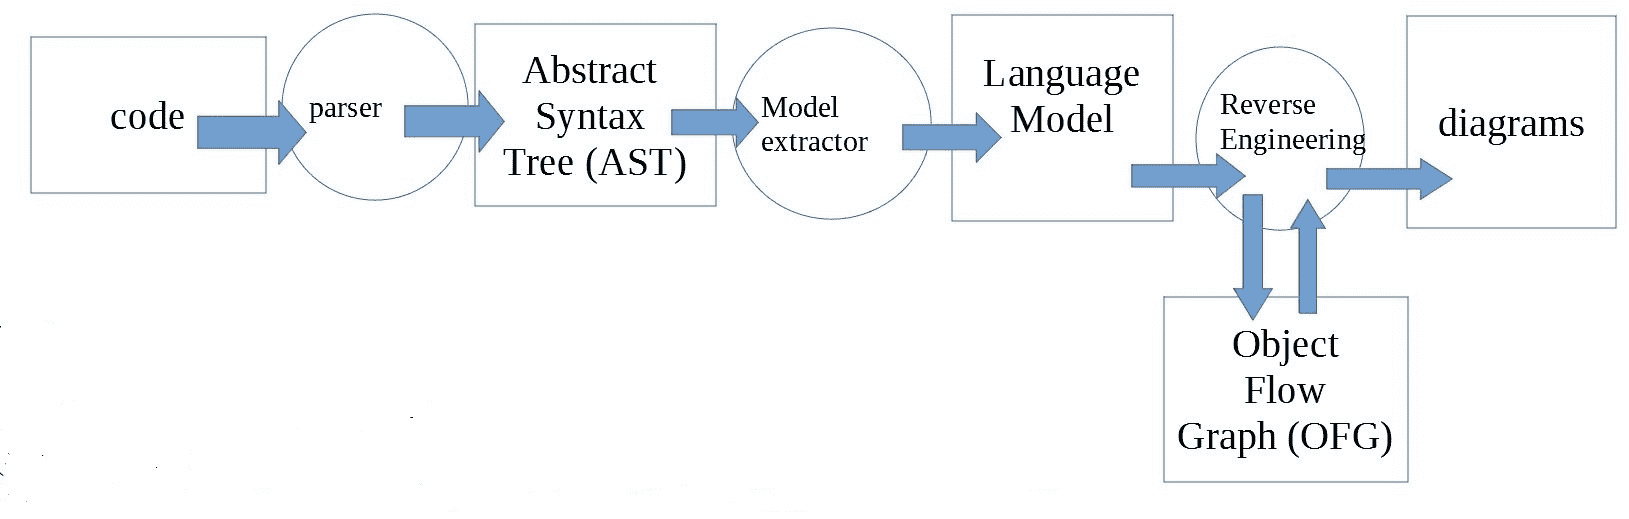 code
parser
Abstract
Syntax
Tree (AST)
Model
extractor
Language
Model
Reverse
Engineering
diagrams
Object
Flow
Graph (OFG)